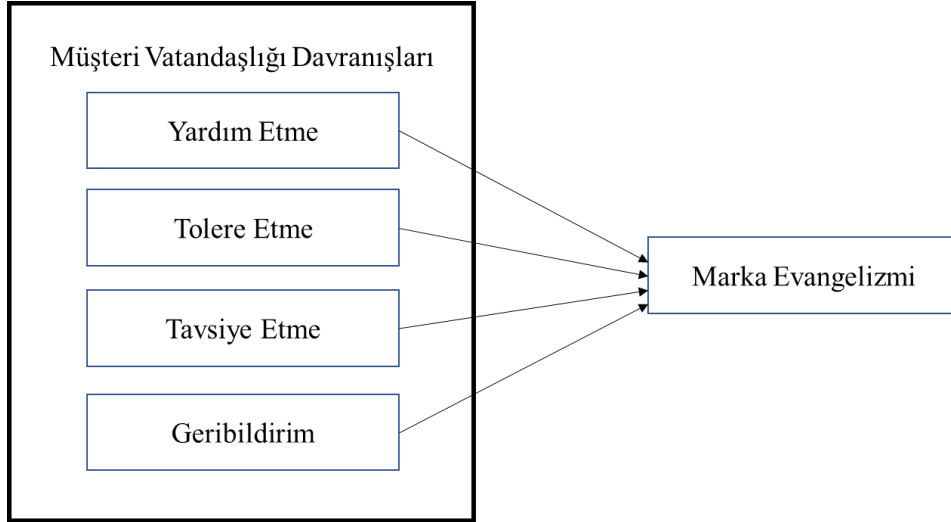 Müşteri Vatandaşlığı Davranışları
Yardım Etme
Tolere Etme
Tavsiye Etme
Geribildirim
Marka Evangelizmi